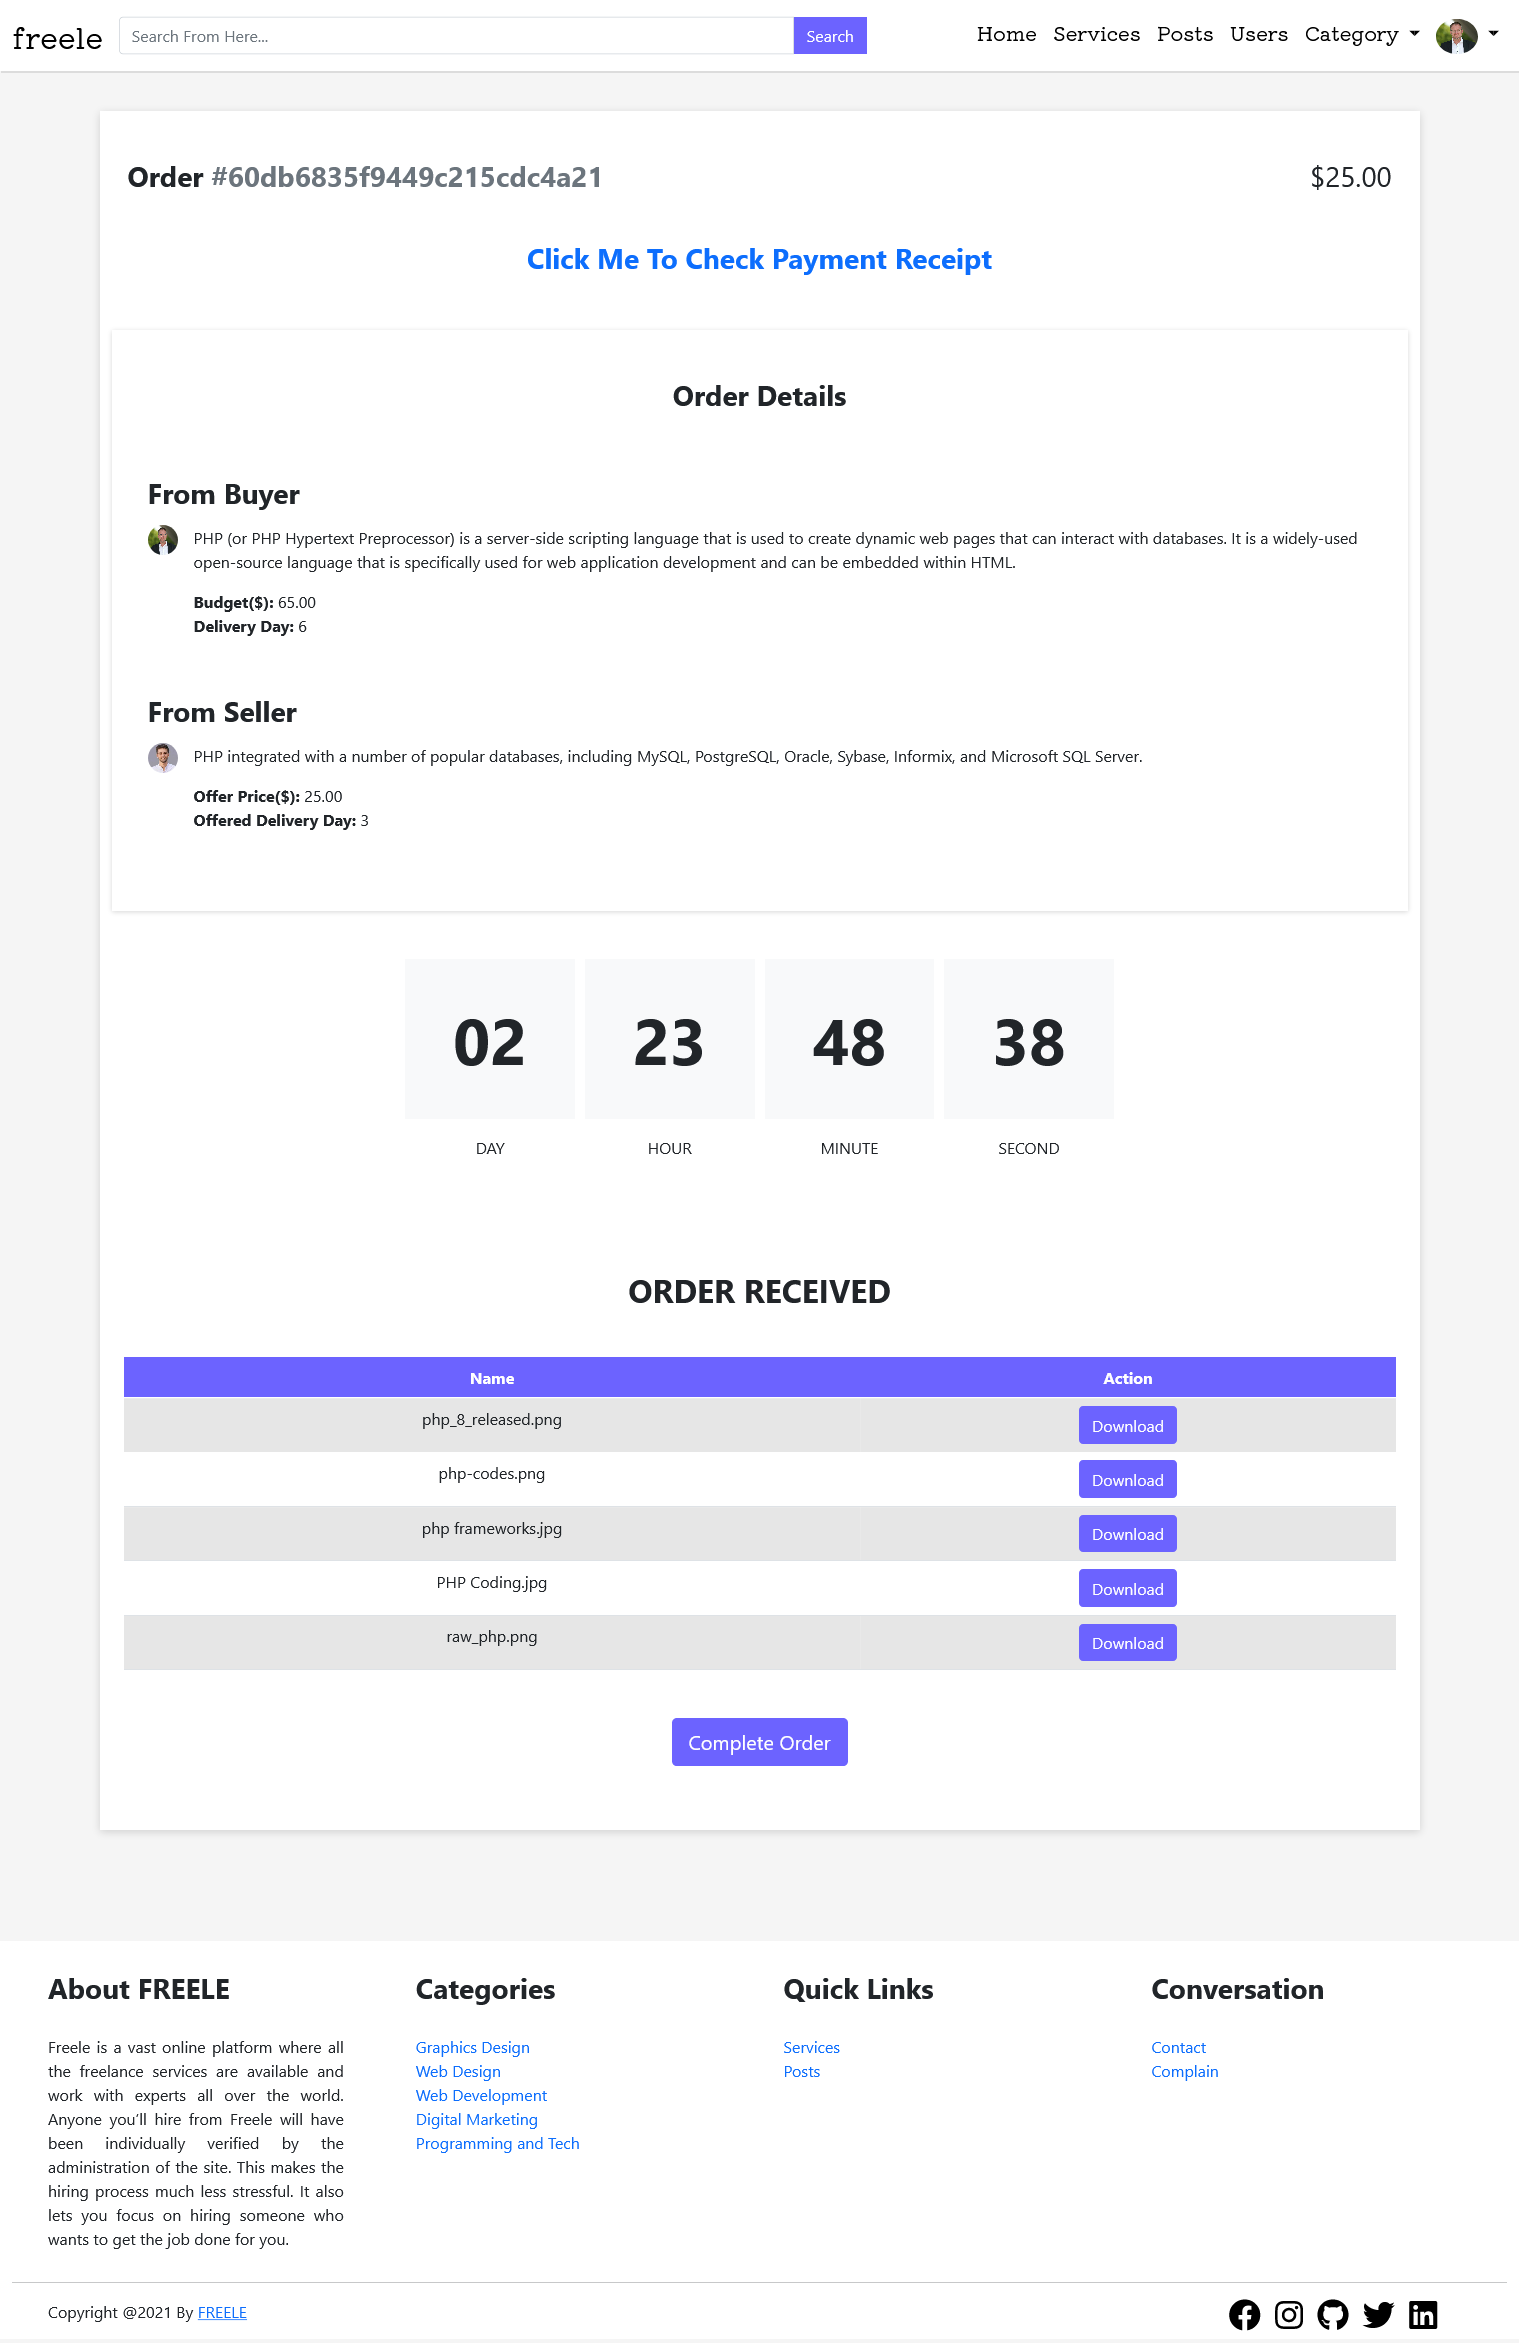 freele
Search From Here...
Search
Home Services Posts Users Category
Order #60db6835f9449c215cdc4a21
$25.00
Click Me To Check Payment Receipt
Order Details
From Buyer
PHP (or PHP Hypertext Preprocessor) is a server-side scripting language that is used to create dynamic web pages that can interact with databases. It is a widely-used
open-source language that is specifically used for web application development and can be embedded within HTML.
Budget($): 65.00
Delivery Day: 6
From Seller
PHP integrated with a number of popular databases, including MySQL, PostgreSQL, Oracle, Sybase, Informix, and Microsoft SQL Server.
Offer Price($): 25.00
Offered Delivery Day: 3
02 23 48 38
DAY HOUR MINUTE SECOND
ORDER RECEIVED
Name Action
php_8_released.png Download
php-codes.png Download
php frameworks.jpg Download
PHP Coding.jpg Download
raw_php.png Download
Complete Order
About FREELE
Freele is a vast online platform where all
the freelance services are available and
work with experts all over the world.
Anyone you'll hire from Freele will have
been individually verified by the
administration of the site. This makes the
hiring process much less stressful. It also
lets you focus on hiring someone who
wants to get the job done for you.
Categories
Graphics Design
Web Design
Web Development
Digital Marketing
Programming and Tech
Quick Links
Services
Posts
Conversation
Contact
Complain
Copyright @2021 By FREELE